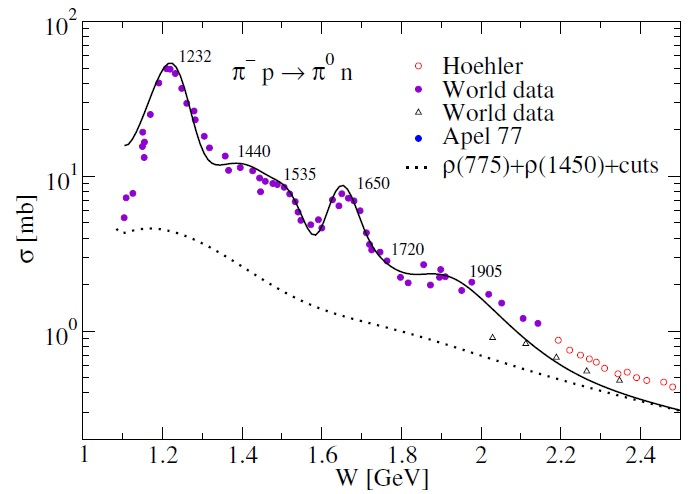 10²
1232
π⁻ p → π⁰ n
Hoehler
World data
World data
Apel 77
ρ(775)+ρ(1450)+cuts
1440
1535
1650
10¹
1720
1905
10⁰
σ [mb]
1 1.2 1.4 1.6 1.8 2 2.2 2.4
W [GeV]